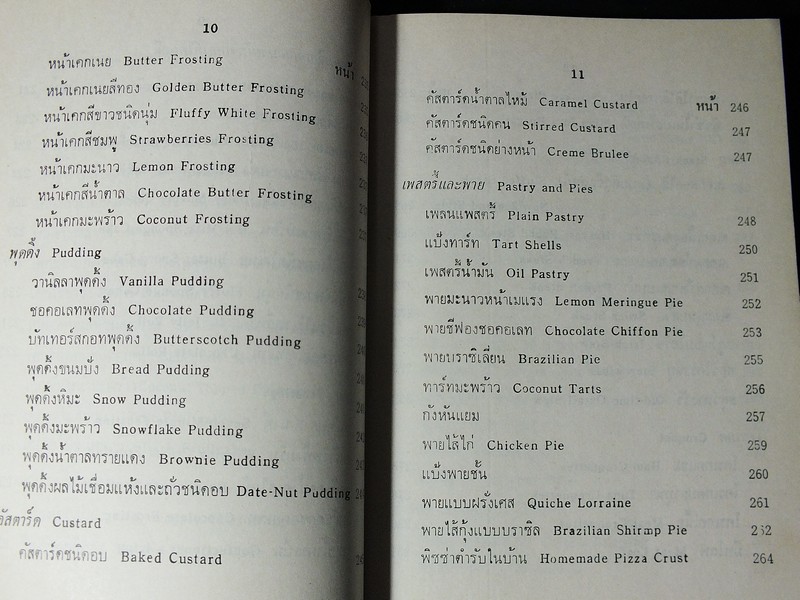 10
หน้า
หน้าเคกเนย Butter Frosting
หน้าเคกเนยสีทอง Golden Butter Frosting
หน้าเคกสีขาวชนิดนุ่ม Fluffy White Frosting
หน้าเคกสีชมพู Strawberries Frosting
หน้าเคกมะนาว Lemon Frosting
หน้าเคกสีน้ำตาล Chocolate Butter Frosting
หน้าเคกมะพร้าว Coconut Frosting
พุดดิ้ง Pudding
วานิลลาพุดดิ้ง Vanilla Pudding
ชอคอเลทพุดดิ้ง Chocolate Pudding
บัทเทอร์สกอทพุดดิ้ง Butterscotch Pudding
พุดดิ้งขนมปัง Bread Pudding
พุดดิ้งหิมะ Snow Pudding
พุดดิ้งมะพร้าว Snowflake Pudding
พุดดิ้งน้ำตาลทรายแดง Brownie Pudding
พุดดิ้งผลไม้เชื่อมแห้งและถั่วชนิดอบ Date-Nut Pudding
คัสตาร์ด Custard
คัสตาร์ดชนิดอบ Baked Custard
11
คัสตาร์ดน้ำตาลไหม้ Caramel Custard หน้า 246
คัสตาร์ดชนิดคน Stirred Custard 247
คัสตาร์ดชนิดย่างหน้า Creme Brulee 247
เพสตรี้และพาย Pastry and Pies
เพลนแพสตรี้ Plain Pastry 248
แป้งทาร์ท Tart Shells 250
เพสตรี้น้ำมัน Oil Pastry 251
พายมะนาวหน้าเมแรง Lemon Meringue Pie 252
พายชีฟองชอคอเลท Chocolate Chiffon Pie 253
พายบราซิเลี่ยน Brazilian Pie 255
ทาร์ทมะพร้าว Coconut Tarts 256
กังหันแยม 257
พายไส้ไก่ Chicken Pie 259
แป้งพายชั้น 260
พายแบบฝรั่งเศส Quiche Lorraine 261
พายไส้กุ้งแบบบราซิล Brazilian Shirmp Pie 262
พิซซ่าตำรับในบ้าน Homemade Pizza Crust 264